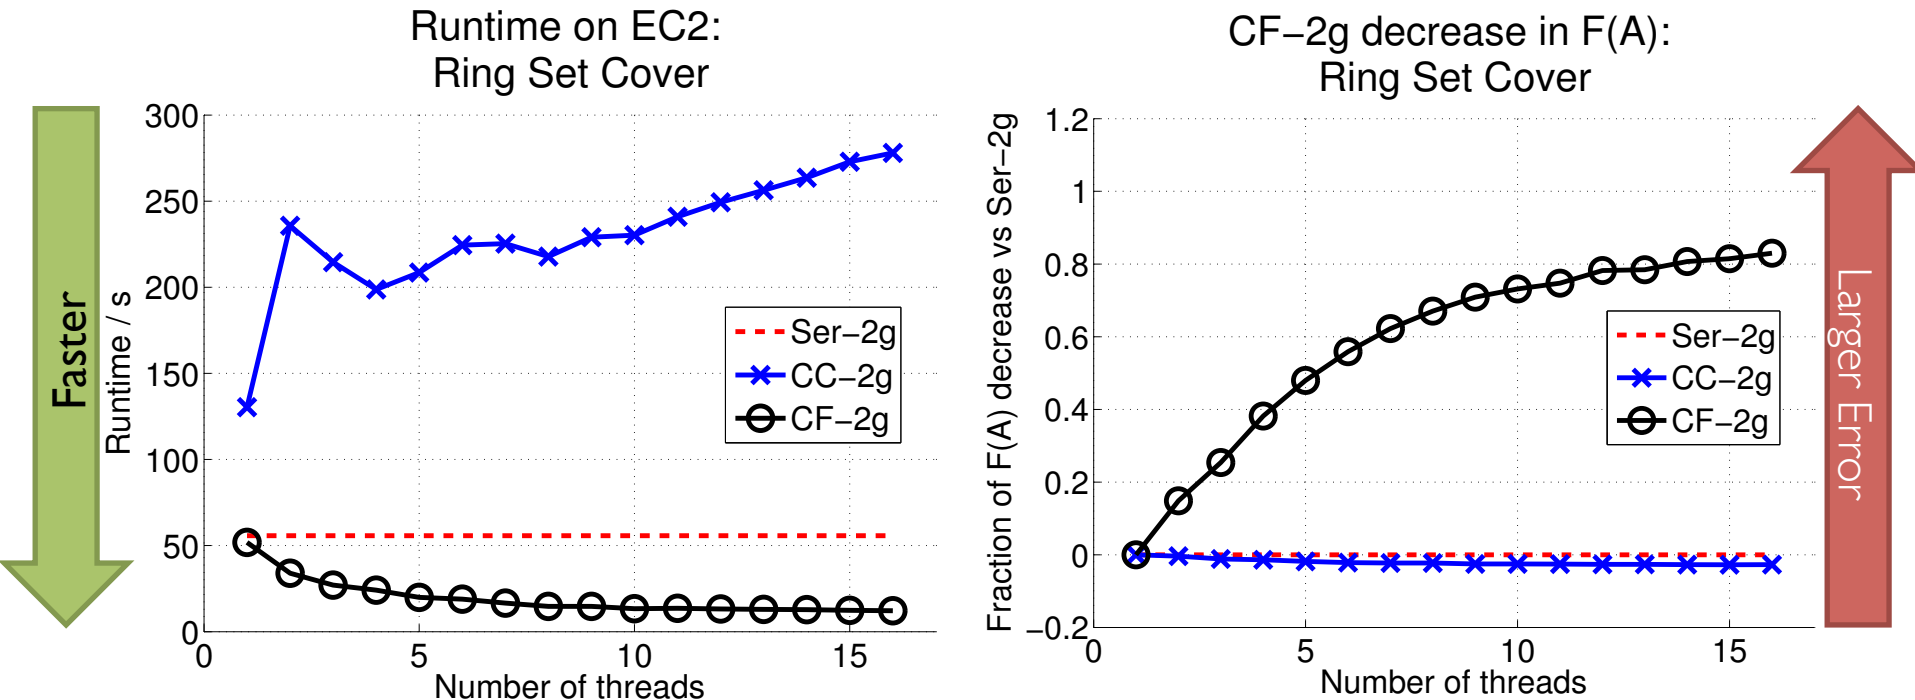 Runtime on EC2:
Ring Set Cover
Faster
Runtime / s
300
250
200
150
100
50
0
0
5
10
15
Number of threads
Ser−2g
CC−2g
CF−2g
CF−2g decrease in F(A):
Ring Set Cover
Fraction of F(A) decrease vs Ser−2g
1.2
1
0.8
0.6
0.4
0.2
0
−0.2
0
5
10
15
Number of threads
Ser−2g
CC−2g
CF−2g
Larger Error